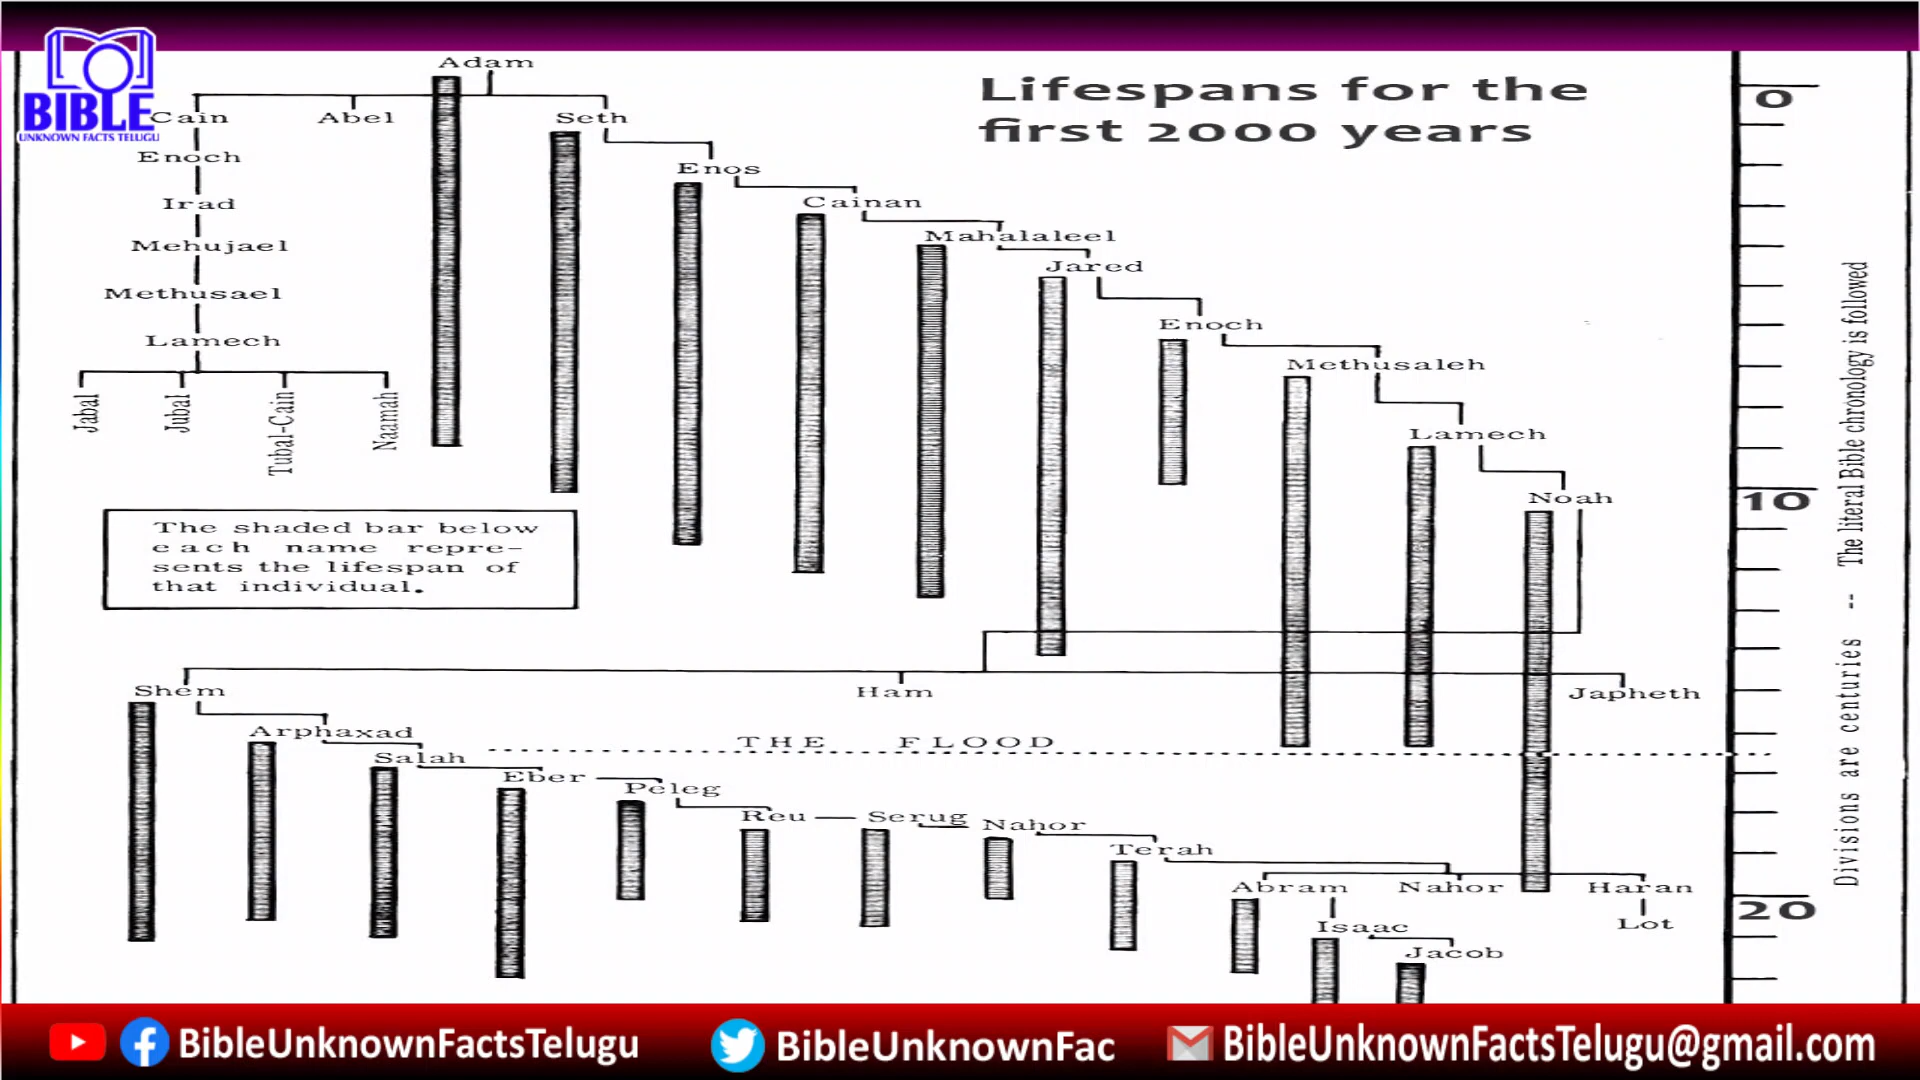 BIBLE
UNKNOWN FACTS TELUGU
Lifespans for the
first 2000 years
Adam
Cain
Abel
Seth
Enoch
Enos
Irad
Cainan
Mehujael
Mahalaleel
Jared
Methusael
Enoch
Lamech
Methusaleh
Jabal
Jubal
Tubal-Cain
Naamah
Lamech
Noah
The shaded bar below
each name repre-
sents the lifespan of
that individual.
Shem
Ham
Japheth
Arphaxad
THE FLOOD
Salah
Eber
Peleg
Reu
Serug
Nahor
Terah
Abram
Nahor
Haran
Isaac
Lot
Jacob
0
10
20
Divisions are centuries -- The literal Bible chronology is followed
BibleUnknownFactsTelugu
BibleUnknownFac
BibleUnknownFactsTelugu@gmail.com